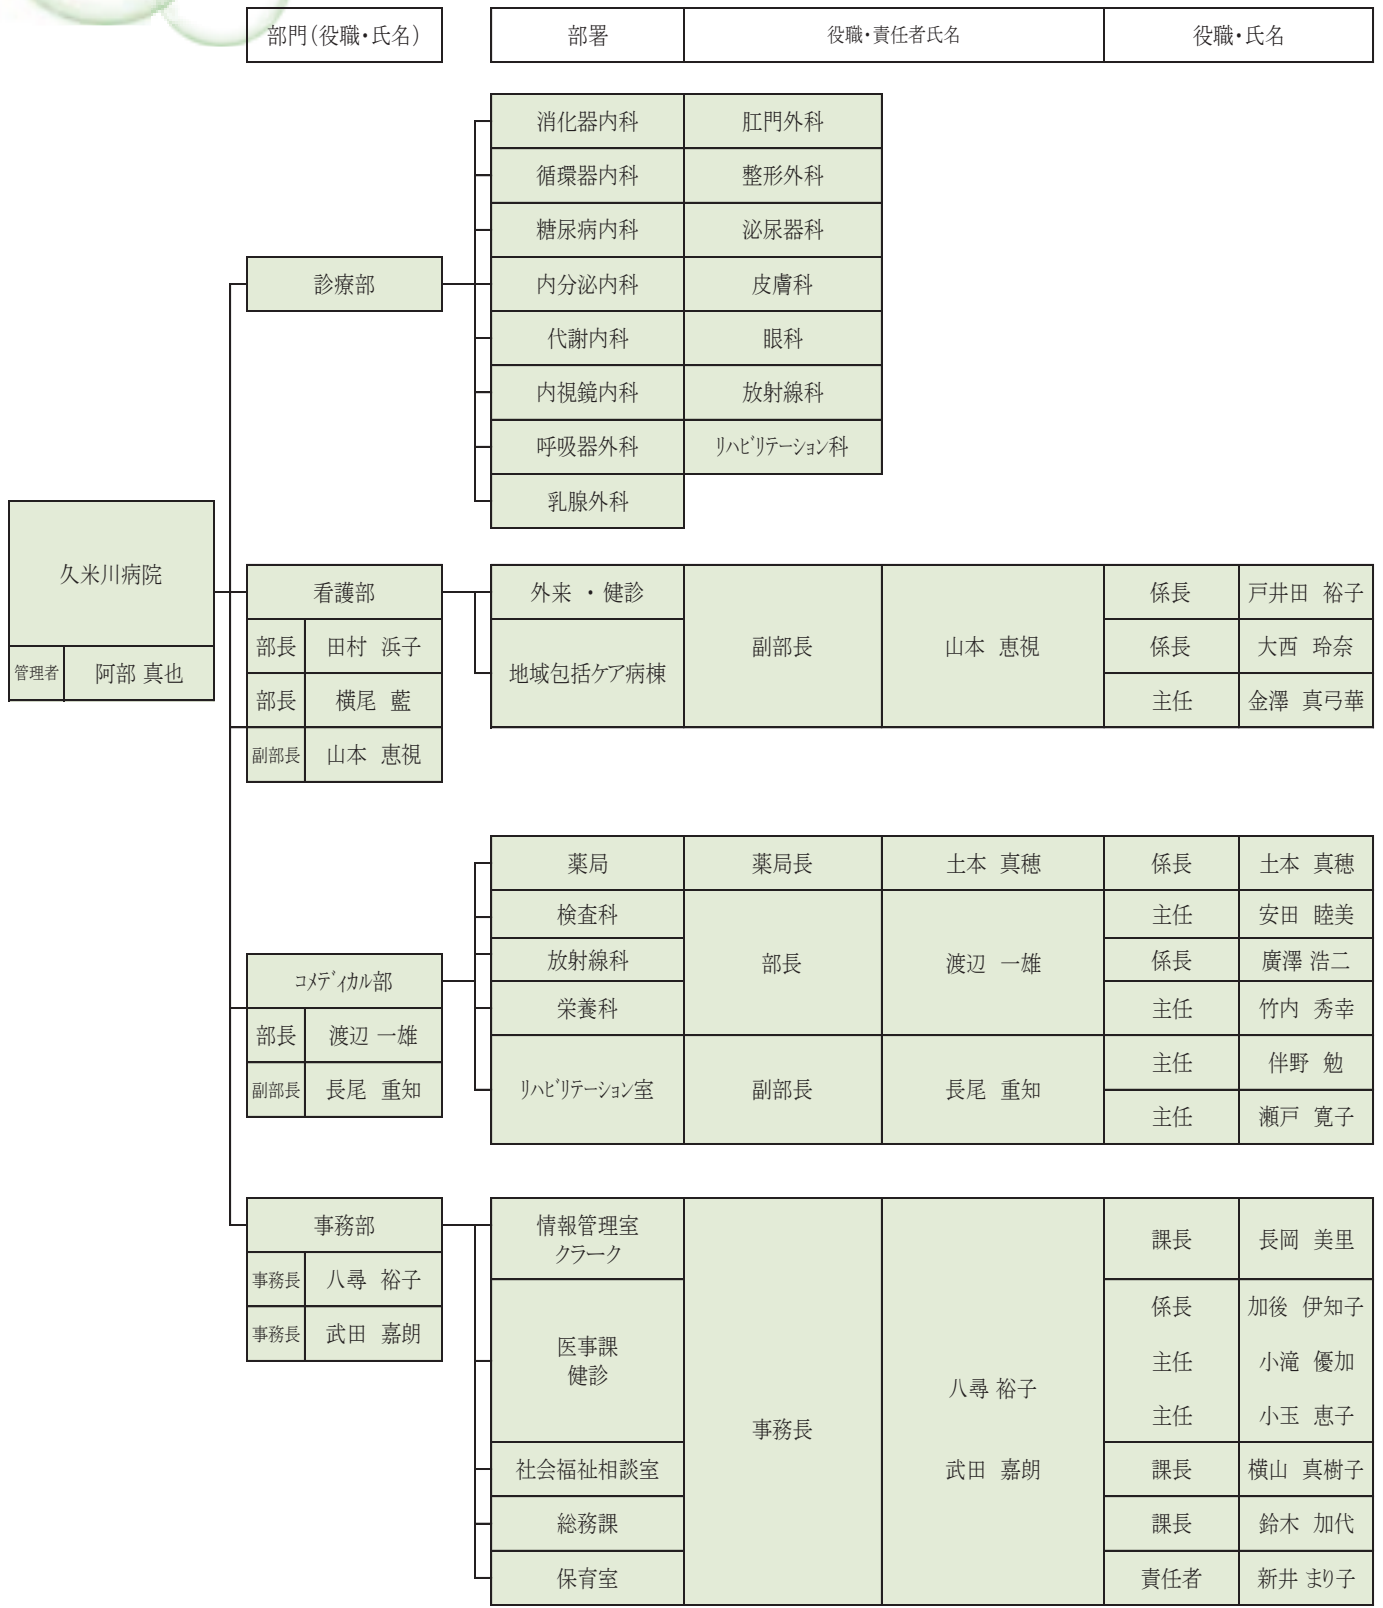 部門(役職・氏名)
部署
役職・責任者氏名
役職・氏名
久米川病院
管理者 阿部 真也
診療部
消化器内科 肛門外科
循環器内科 整形外科
糖尿病内科 泌尿器科
内分泌内科 皮膚科
代謝内科 眼科
内視鏡内科 放射線科
呼吸器外科 ﾘﾊﾋﾞﾘﾃｰｼｮﾝ科
乳腺外科
看護部
部長 田村 浜子
部長 横尾 藍
副部長 山本 恵視
外来 ・ 健診
地域包括ケア病棟
副部長 山本 恵視
係長 戸井田 裕子
係長 大西 玲奈
主任 金澤 真弓華
ｺﾒﾃﾞｨｶﾙ部
部長 渡辺 一雄
副部長 長尾 重知
薬局 薬局長 土本 真穂 係長 土本 真穂
検査科
放射線科
栄養科
部長 渡辺 一雄
主任 安田 睦美
係長 廣澤 浩二
主任 竹内 秀幸
ﾘﾊﾋﾞﾘﾃｰｼｮﾝ室 副部長 長尾 重知
主任 伴野 勉
主任 瀬戸 寛子
事務部
事務長 八尋 裕子
事務長 武田 嘉朗
情報管理室
クラーク
医事課
健診
社会福祉相談室
総務課
保育室
事務長
八尋 裕子
武田 嘉朗
課長 長岡 美里
係長 加後 伊知子
主任 小滝 優加
主任 小玉 恵子
課長 横山 真樹子
課長 鈴木 加代
責任者 新井 まり子